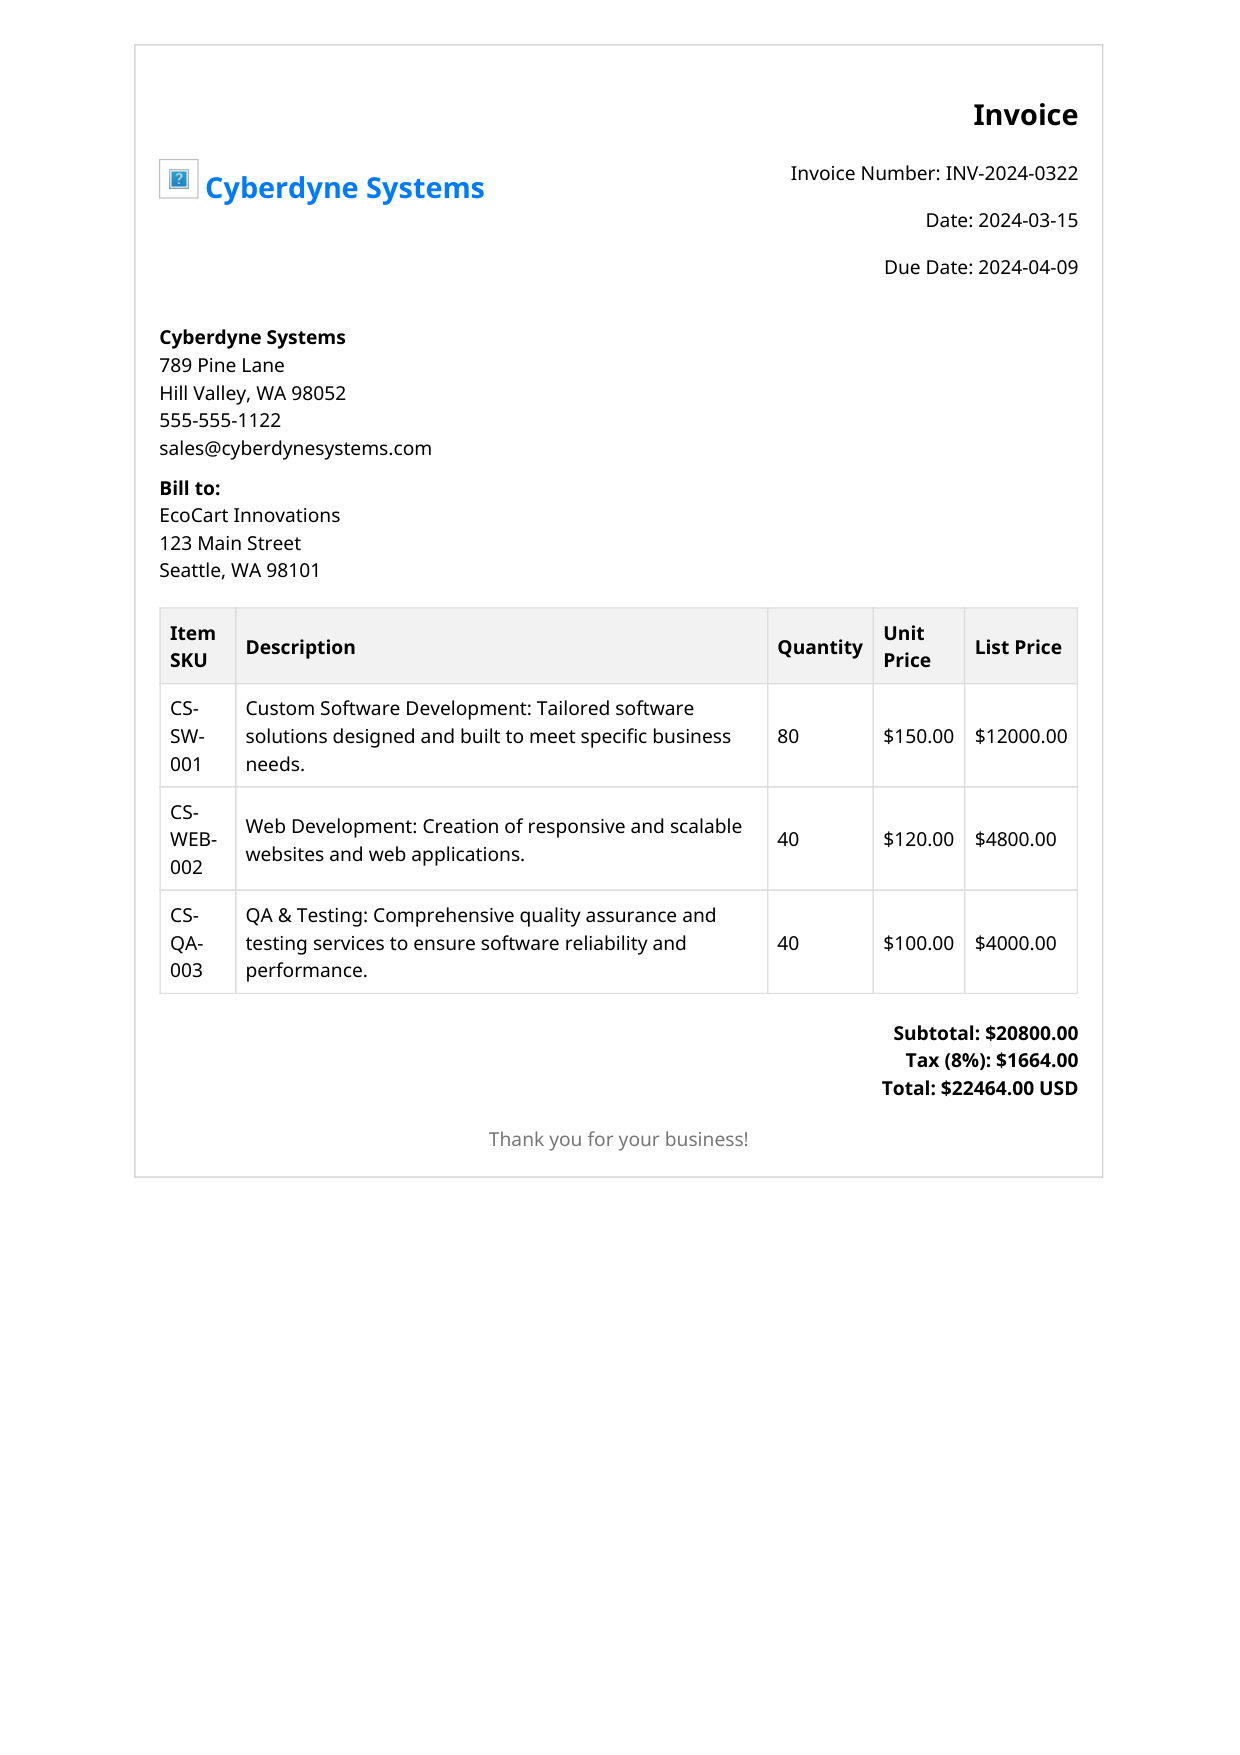 Invoice
Cyberdyne Systems
Invoice Number: INV-2024-0322
Date: 2024-03-15
Due Date: 2024-04-09
Cyberdyne Systems
789 Pine Lane
Hill Valley, WA 98052
555-555-1122
sales@cyberdynesystems.com
Bill to:
EcoCart Innovations
123 Main Street
Seattle, WA 98101
Item
SKU
Description
Quantity
Unit
Price
List Price
CS-
SW-
001
Custom Software Development: Tailored software
solutions designed and built to meet specific business
needs.
80
$150.00
$12000.00
CS-
WEB-
002
Web Development: Creation of responsive and scalable
websites and web applications.
40
$120.00
$4800.00
CS-
QA-
003
QA & Testing: Comprehensive quality assurance and
testing services to ensure software reliability and
performance.
40
$100.00
$4000.00
Subtotal: $20800.00
Tax (8%): $1664.00
Total: $22464.00 USD
Thank you for your business!